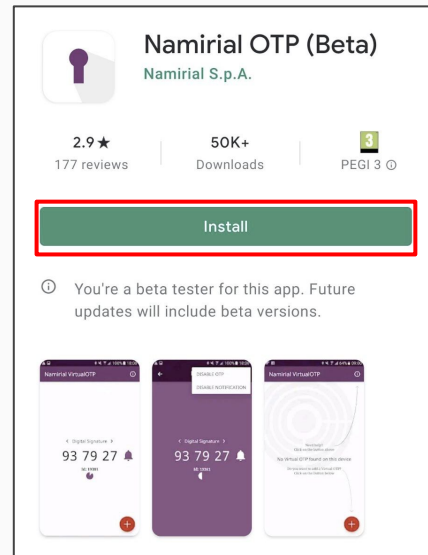 Namirial OTP (Beta)
Namirial S.p.A.
2.9★ 50K+ 3
177 reviews Downloads PEGI 3 ⓘ
Install
ⓘ You're a beta tester for this app. Future
updates will include beta versions.
Namirial VirtualOTP
DISABLE OTP
DISABLE NOTIFICATION
Namirial VirtualOTP
< Digital Signature >
93 79 27
< Digital Signature >
93 79 27
No Virtual OTP found on this device